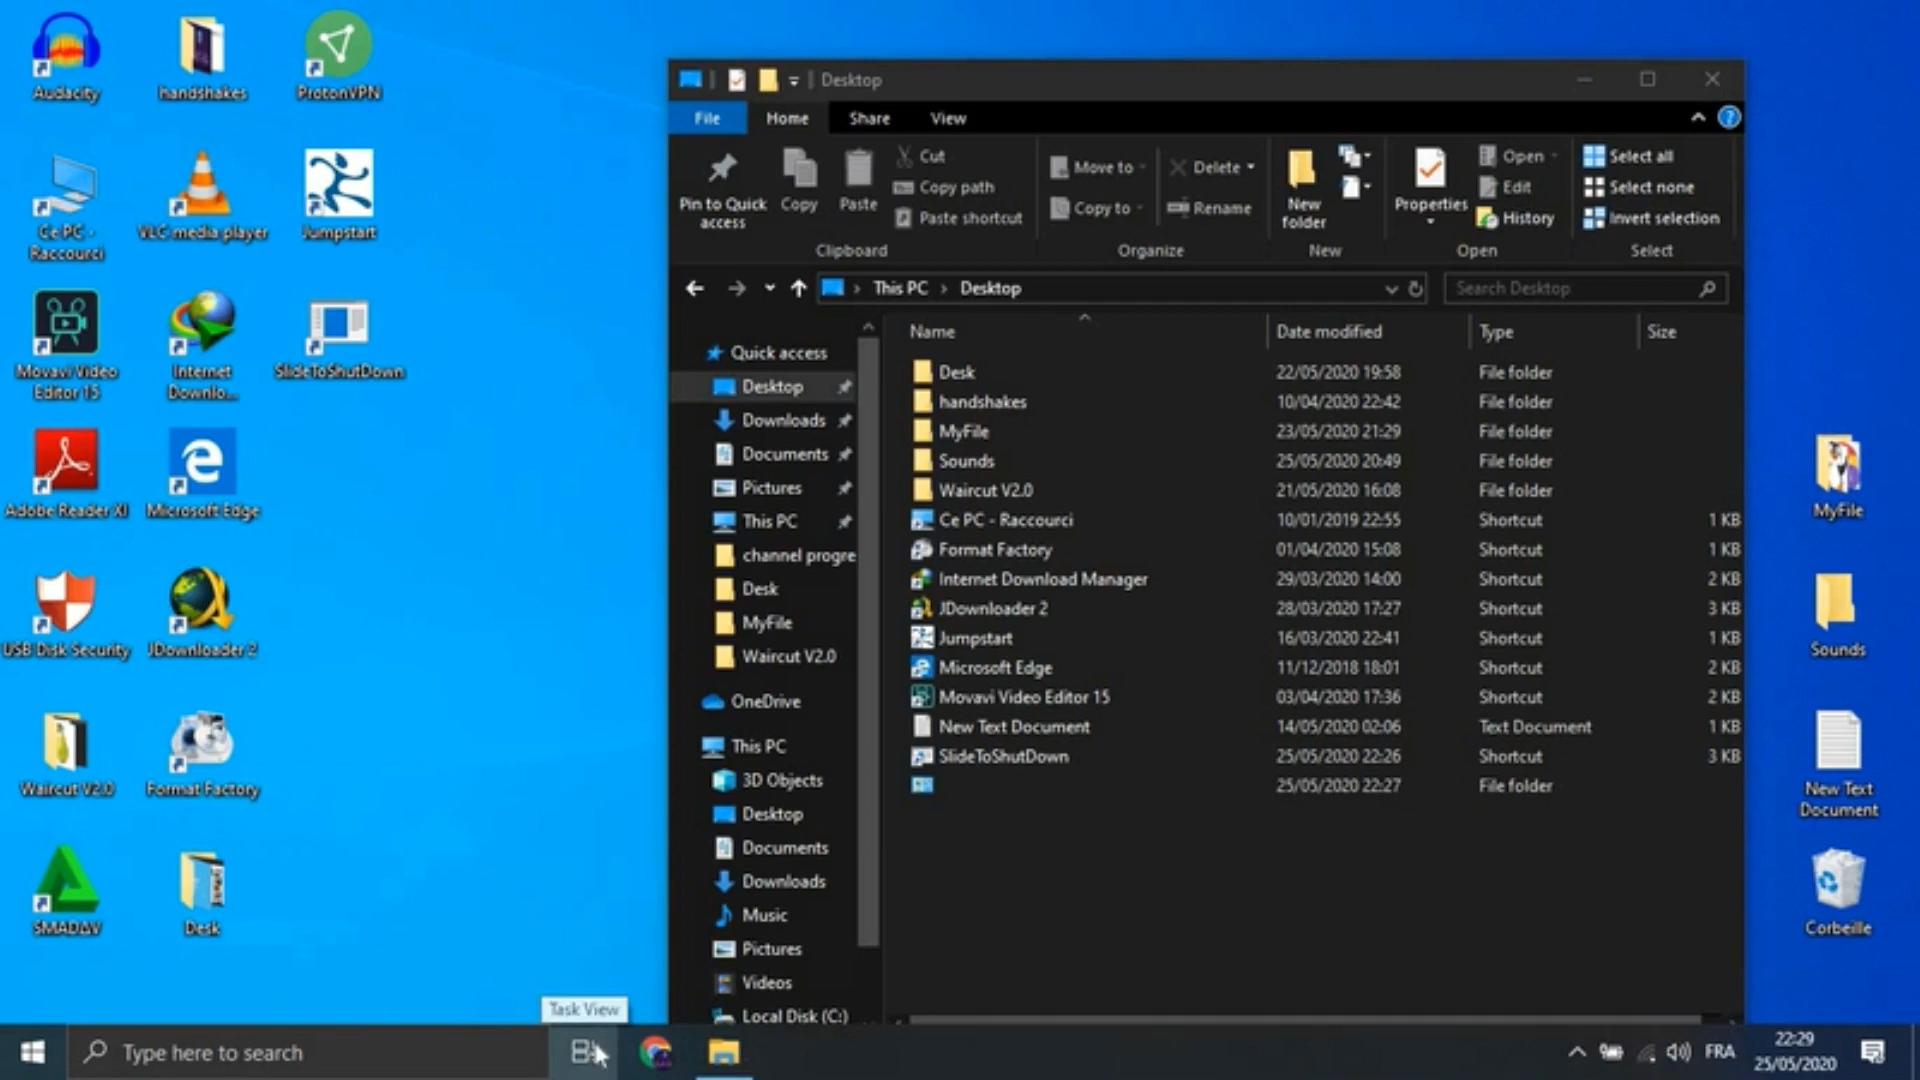 Audacity
handshakes
ProtonVPN
Ce PC -
Raccourci
VLC media player
Jumpstart
Movavi Video
Editor 15
Internet
Downlo...
SlideToShutDown
Adobe Reader XI
Microsoft Edge
USB Disk Security
JDownloader 2
Waircut V2.0
Format Factory
SMADΔV
Desk
Desktop
File
Home
Share
View
Pin to Quick
access
Copy
Paste
Cut
Copy path
Paste shortcut
Clipboard
Move to
Copy to
Delete
Rename
Organize
New
folder
New
Properties
Open
Edit
History
Open
Select all
Select none
Invert selection
Select
This PC > Desktop
Search Desktop
Quick access
Desktop
Downloads
Documents
Pictures
This PC
channel progre
Desk
MyFile
Waircut V2.0
OneDrive
This PC
3D Objects
Desktop
Documents
Downloads
Music
Pictures
Videos
Local Disk (C:)
Name Date modified Type Size
Desk 22/05/2020 19:58 File folder
handshakes 10/04/2020 22:42 File folder
MyFile 23/05/2020 21:29 File folder
Sounds 25/05/2020 20:49 File folder
Waircut V2.0 21/05/2020 16:08 File folder
Ce PC - Raccourci 10/01/2019 22:55 Shortcut 1 KB
Format Factory 01/04/2020 15:08 Shortcut 1 KB
Internet Download Manager 29/03/2020 14:00 Shortcut 2 KB
JDownloader 2 28/03/2020 17:27 Shortcut 3 KB
Jumpstart 16/03/2020 22:41 Shortcut 1 KB
Microsoft Edge 11/12/2018 18:01 Shortcut 2 KB
Movavi Video Editor 15 03/04/2020 17:36 Shortcut 2 KB
New Text Document 14/05/2020 02:06 Text Document 1 KB
SlideToShutDown 25/05/2020 22:26 Shortcut 3 KB
25/05/2020 22:27 File folder
MyFile
Sounds
New Text
Document
Corbeille
Task View
Type here to search
FRA
22:29
25/05/2020